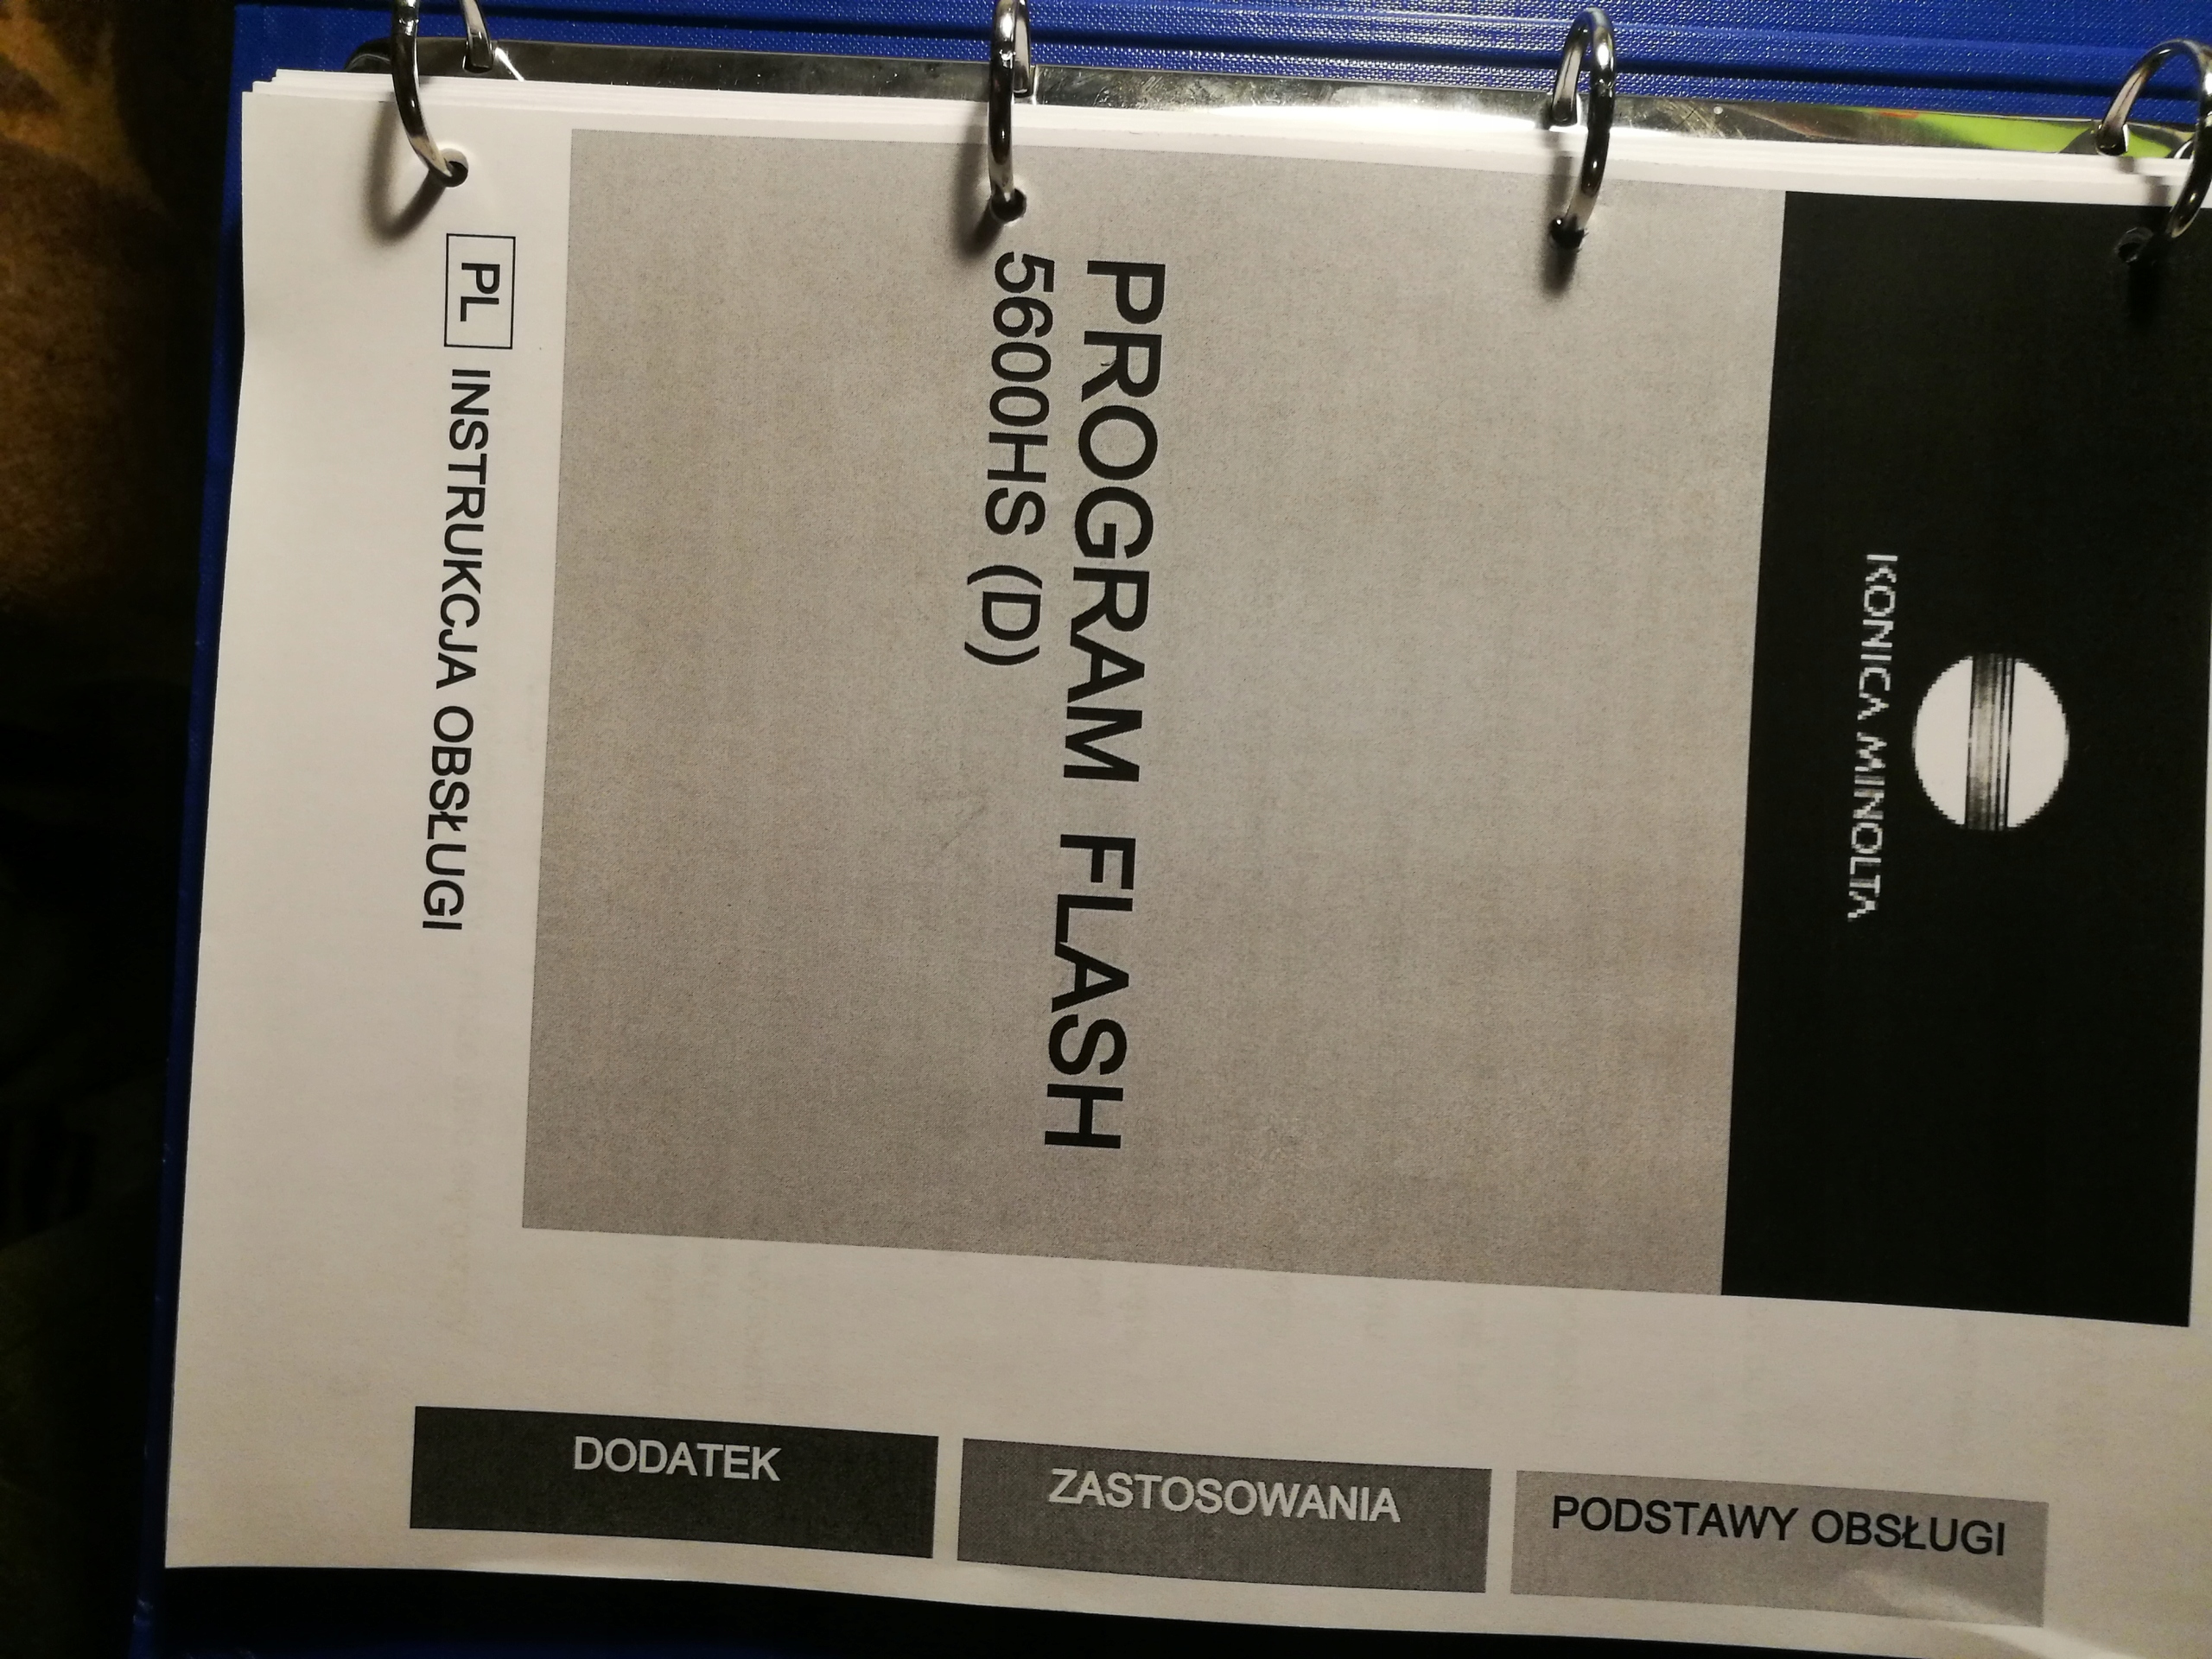 KONICA MINOLTA
PROGRAM FLASH
5600HS (D)
PL INSTRUKCJA OBSŁUGI
PODSTAWY OBSŁUGI
ZASTOSOWANIA
DODATEK